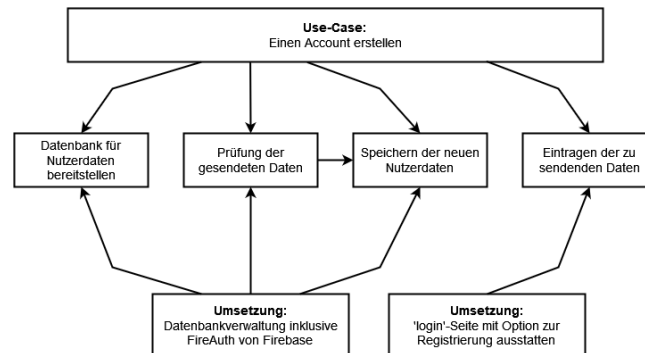 Use-Case:
Einen Account erstellen
Datenbank für
Nutzerdaten
bereitstellen
Prüfung der
gesendeten Daten
Speichern der neuen
Nutzerdaten
Eintragen der zu
sendenden Daten
Umsetzung:
Datenbankverwaltung inklusive
FireAuth von Firebase
Umsetzung:
'login'-Seite mit Option zur
Registrierung ausstatten